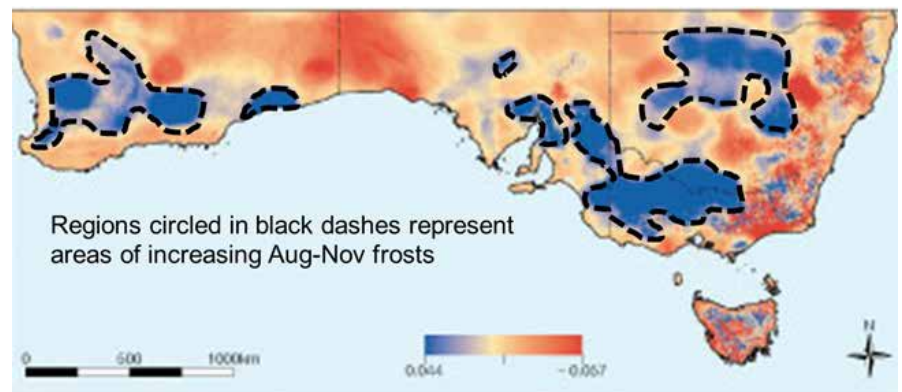 Regions circled in black dashes represent
areas of increasing Aug-Nov frosts
N
0 500 1000km
0.044 - 0.057